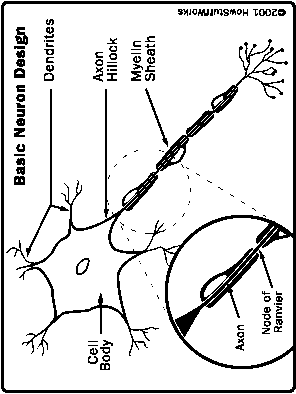 Basic Neuron Design
Dendrites
Axon
Hillock
Myelin
Sheath
Cell
Body
Axon
Node of
Ranvier
©2001 HowStuffWorks